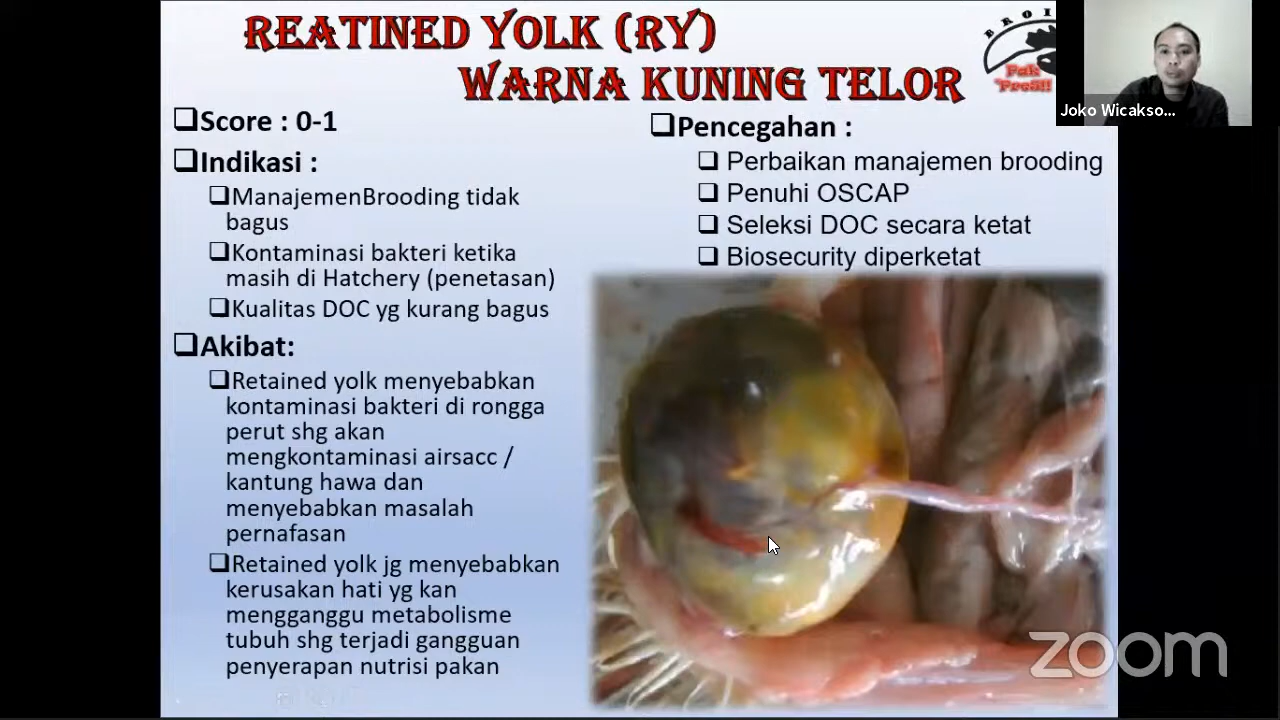 REATINED YOLK (RY)
WARNA KUNING TELOR
Score : 0-1
Indikasi :
ManajemenBrooding tidak
bagus
Kontaminasi bakteri ketika
masih di Hatchery (penetasan)
Kualitas DOC yg kurang bagus
Akibat:
Retained yolk menyebabkan
kontaminasi bakteri di rongga
perut shg akan
mengkontaminasi airsacc /
kantung hawa dan
menyebabkan masalah
pernafasan
Retained yolk jg menyebabkan
kerusakan hati yg kan
mengganggu metabolisme
tubuh shg terjadi gangguan
penyerapan nutrisi pakan
Pencegahan :
Perbaikan manajemen brooding
Penuhi OSCAP
Seleksi DOC secara ketat
Biosecurity diperketat
BROI
Joko Wicakso...
zoom